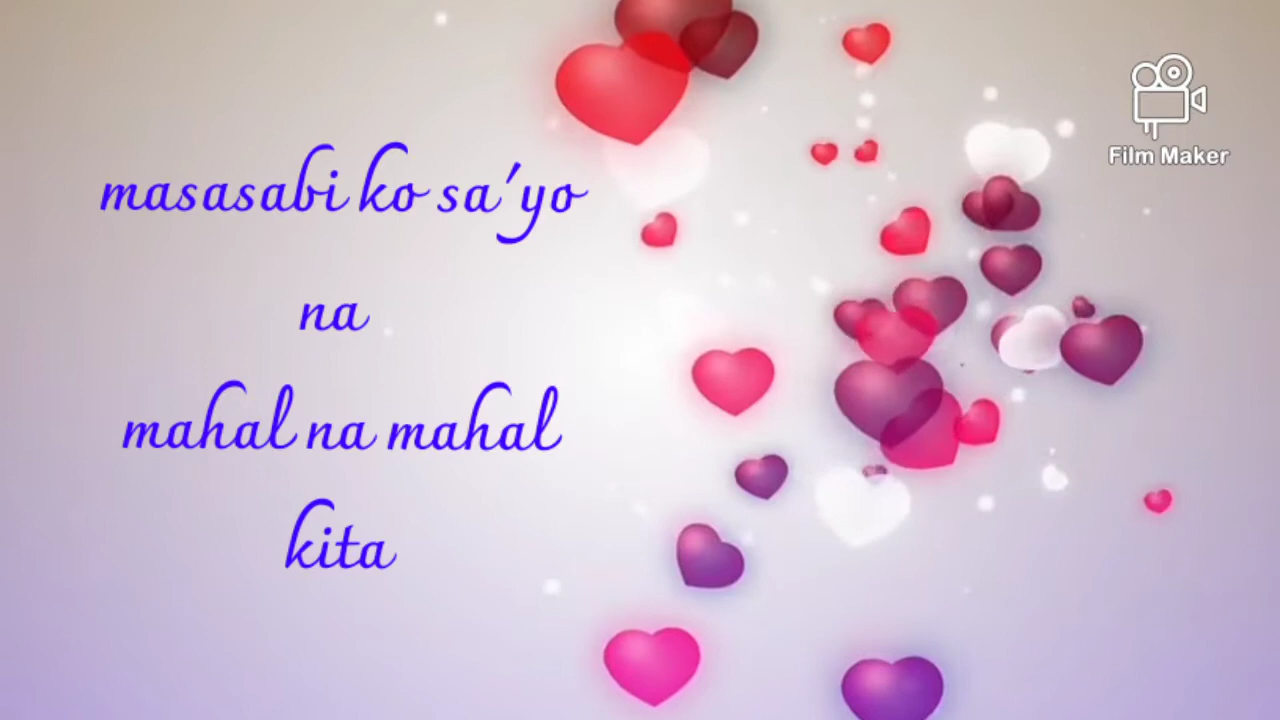 masasabi ko sa'yo
na
mahal na mahal
kita
Film Maker